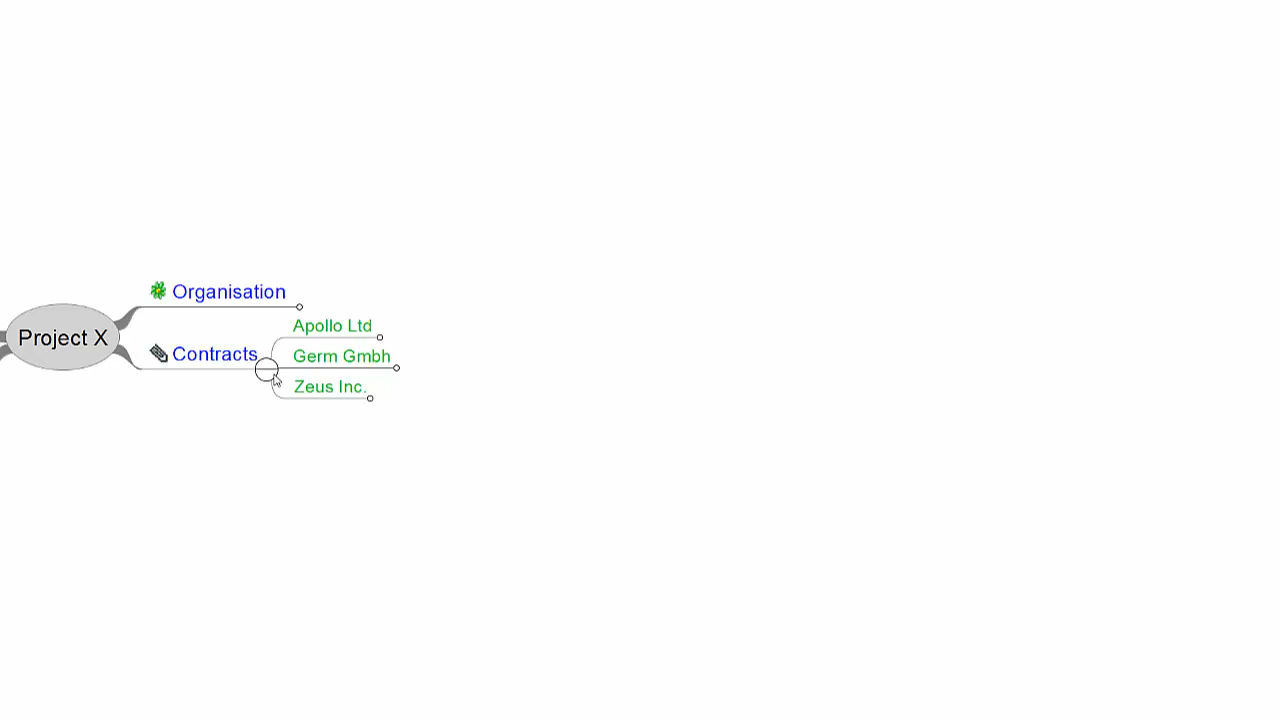 Organisation
Apollo Ltd
Project X
Contracts
Germ Gmbh
Zeus Inc.